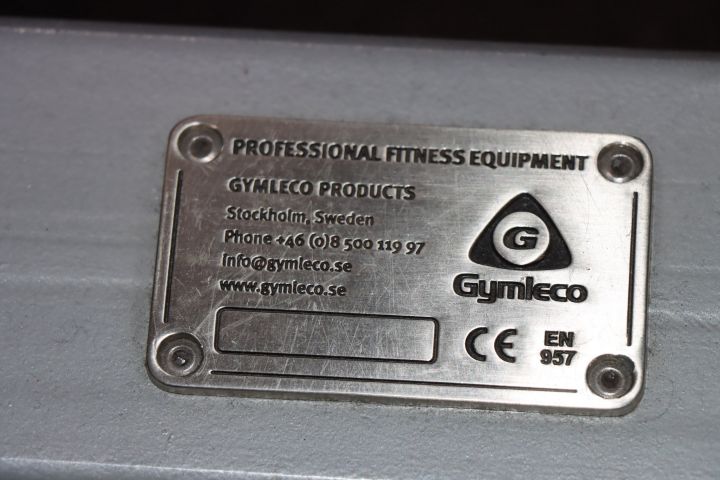 PROFESSIONAL FITNESS EQUIPMENT
GYMLECO PRODUCTS
Stockholm, Sweden
Phone +46 (0)8 500 119 97
info@gymleco.se
www.gymleco.se
G
Gymleco
CE EN
957